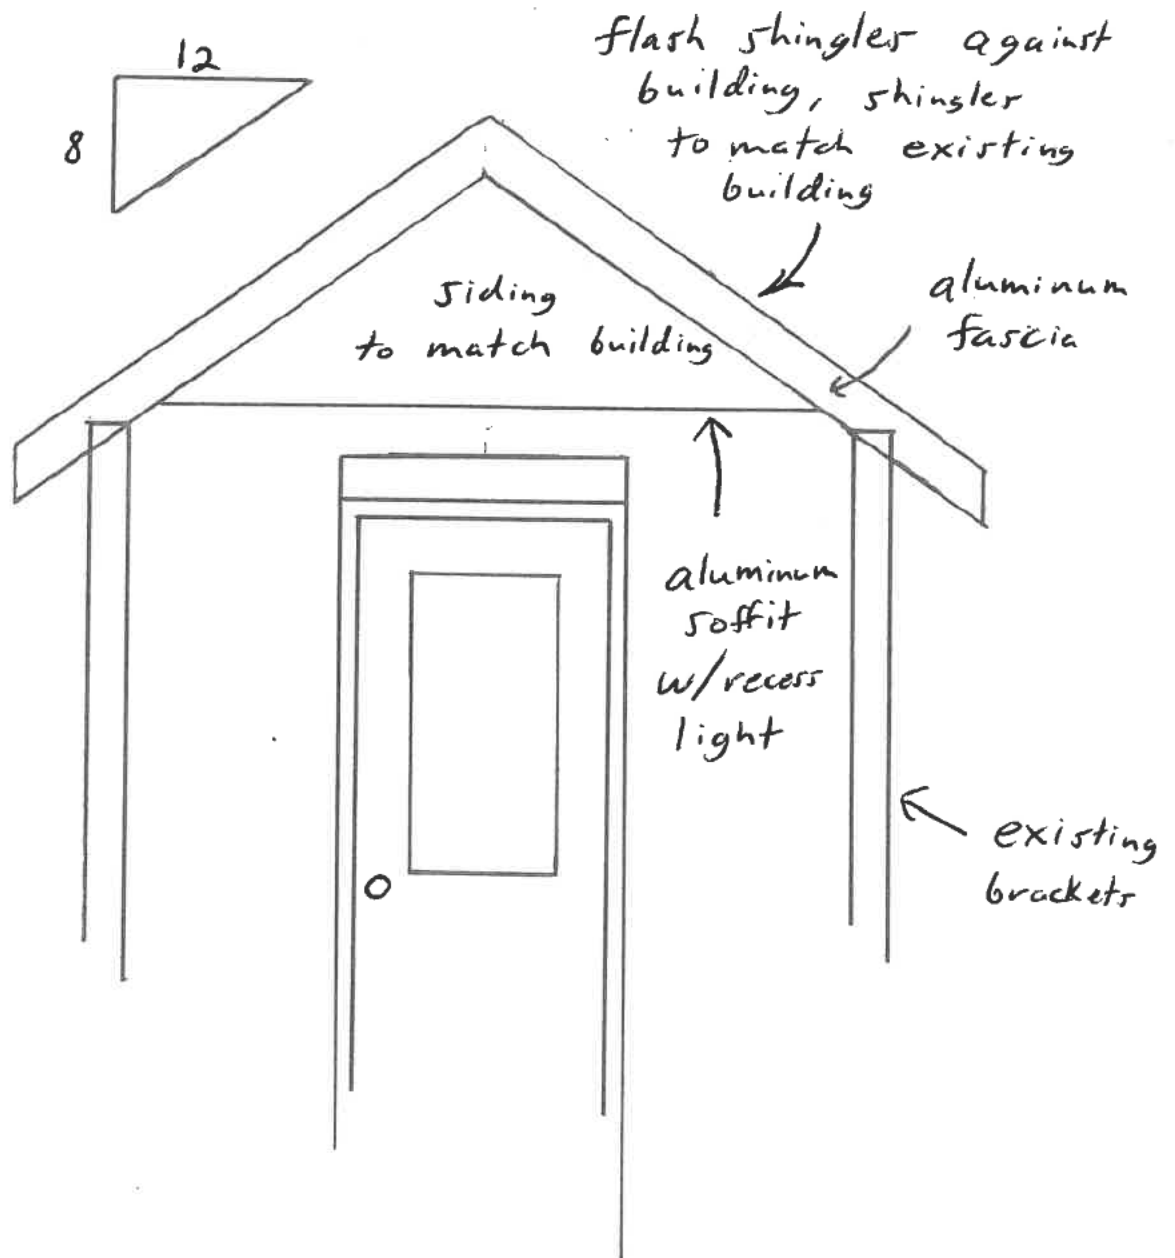 12
8
flash shingles against
building, shingles
to match existing
building
aluminum
fascia
siding
to match building
aluminum
soffit
w/recess
light
existing
brackets